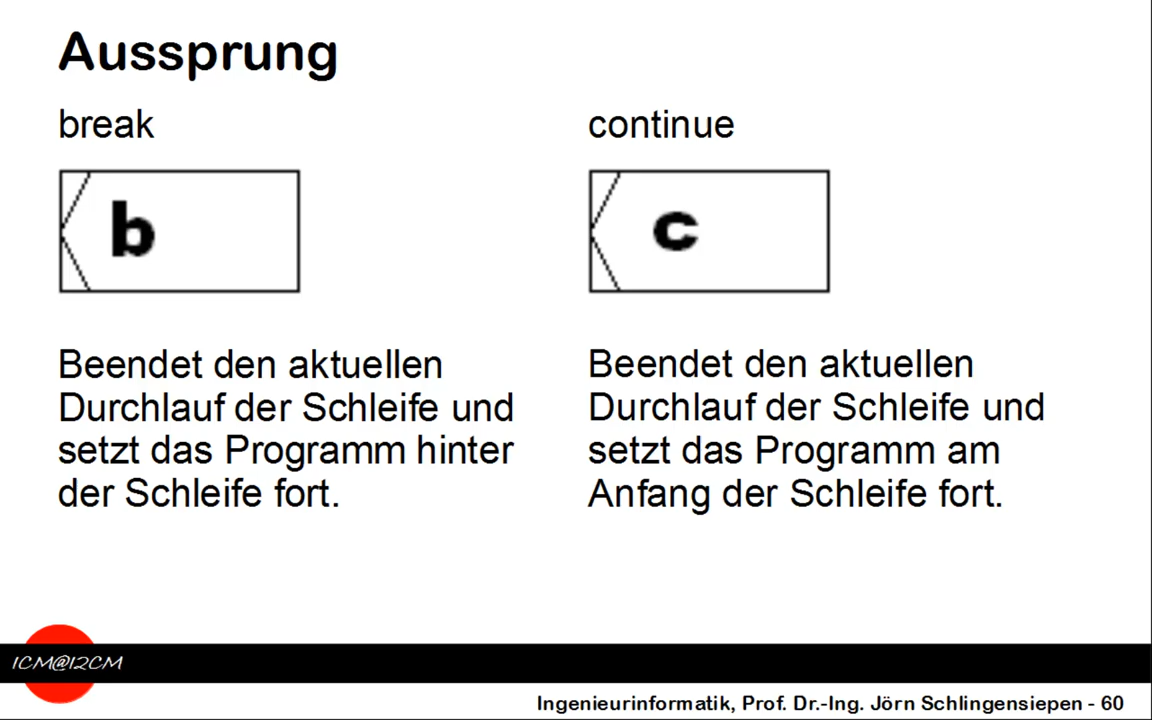 Aussprung
break
b
Beendet den aktuellen
Durchlauf der Schleife und
setzt das Programm hinter
der Schleife fort.
continue
c
Beendet den aktuellen
Durchlauf der Schleife und
setzt das Programm am
Anfang der Schleife fort.
1CM@12CM
Ingenieurinformatik, Prof. Dr.-Ing. Jörn Schlingensiepen - 60